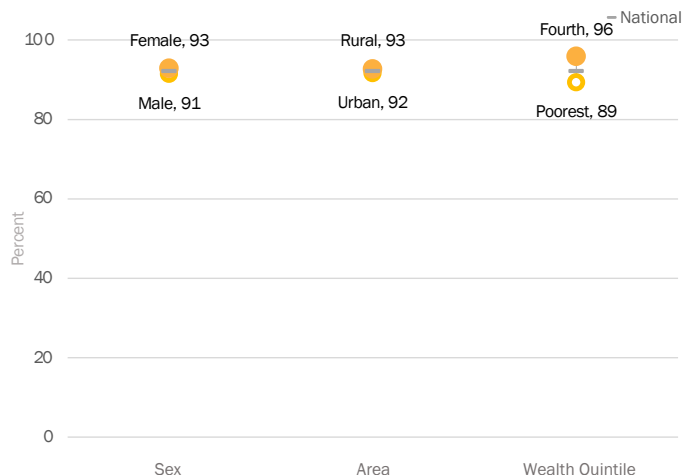 National
100
Female, 93
Rural, 93
Fourth, 96
Male, 91
Urban, 92
Poorest, 89
80
60
Percent
40
20
0
Sex
Area
Wealth Quintile